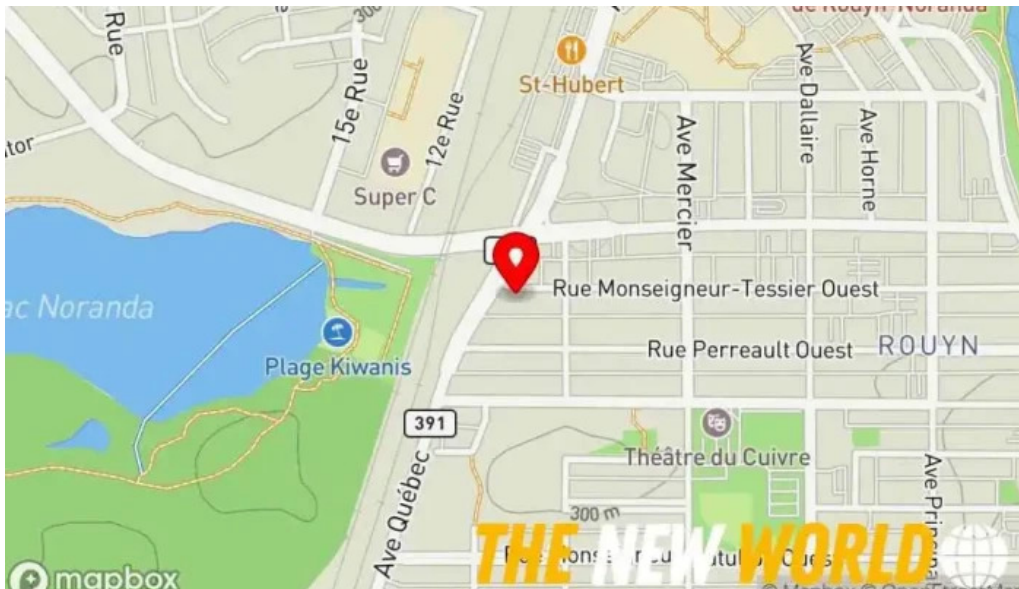 de Rouyn-Noranda
Rue
300
15e Rue
12e Rue
St-Hubert
Ave Mercier
Ave Dallaire
Ave Horne
Super C
Rue Monseigneur-Tessier Ouest
ac Noranda
Plage Kiwanis
Rue Perreault Ouest
ROUYN
391
Ave Québec
Théâtre du Cuivre
300 m
THE NEW WORLD
mapbox